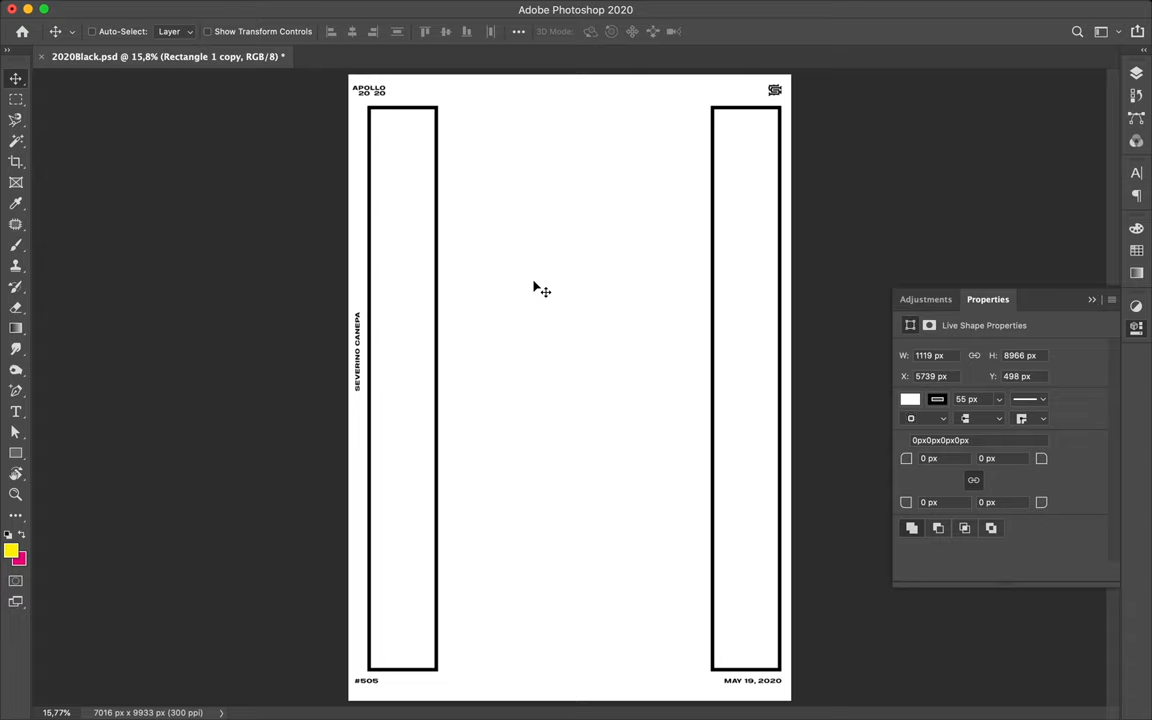 Adobe Photoshop 2020
Auto-Select: Layer Show Transform Controls 3D Mode:
2020Black.psd @ 15,8% (Rectangle 1 copy, RGB/8) *
APOLLO
20 20
SEVERINO CANEPA
#505
MAY 19, 2020
Adjustments Properties
Live Shape Properties
W: 1119 px H: 8966 px
X: 5739 px Y: 498 px
55 px
0px0px0px0px
0 px 0 px
0 px 0 px
15,77% 7016 px x 9933 px (300 ppi)